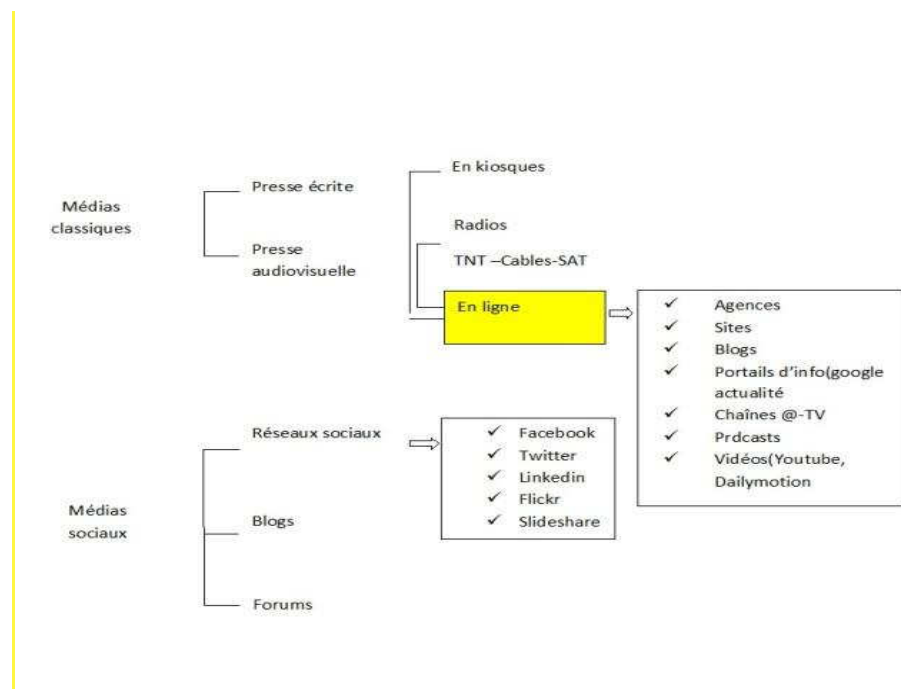 Médias
classiques
Presse écrite
Presse
audiovisuelle
En kiosques
Radios
TNT –Cables-SAT
En ligne
✓ Agences
✓ Sites
✓ Blogs
✓ Portails d'info(google
actualité
✓ Chaînes @-TV
✓ Prdcasts
✓ Vidéos(Youtube,
Dailymotion
Médias
sociaux
Réseaux sociaux
✓ Facebook
✓ Twitter
✓ Linkedin
✓ Flickr
✓ Slideshare
Blogs
Forums